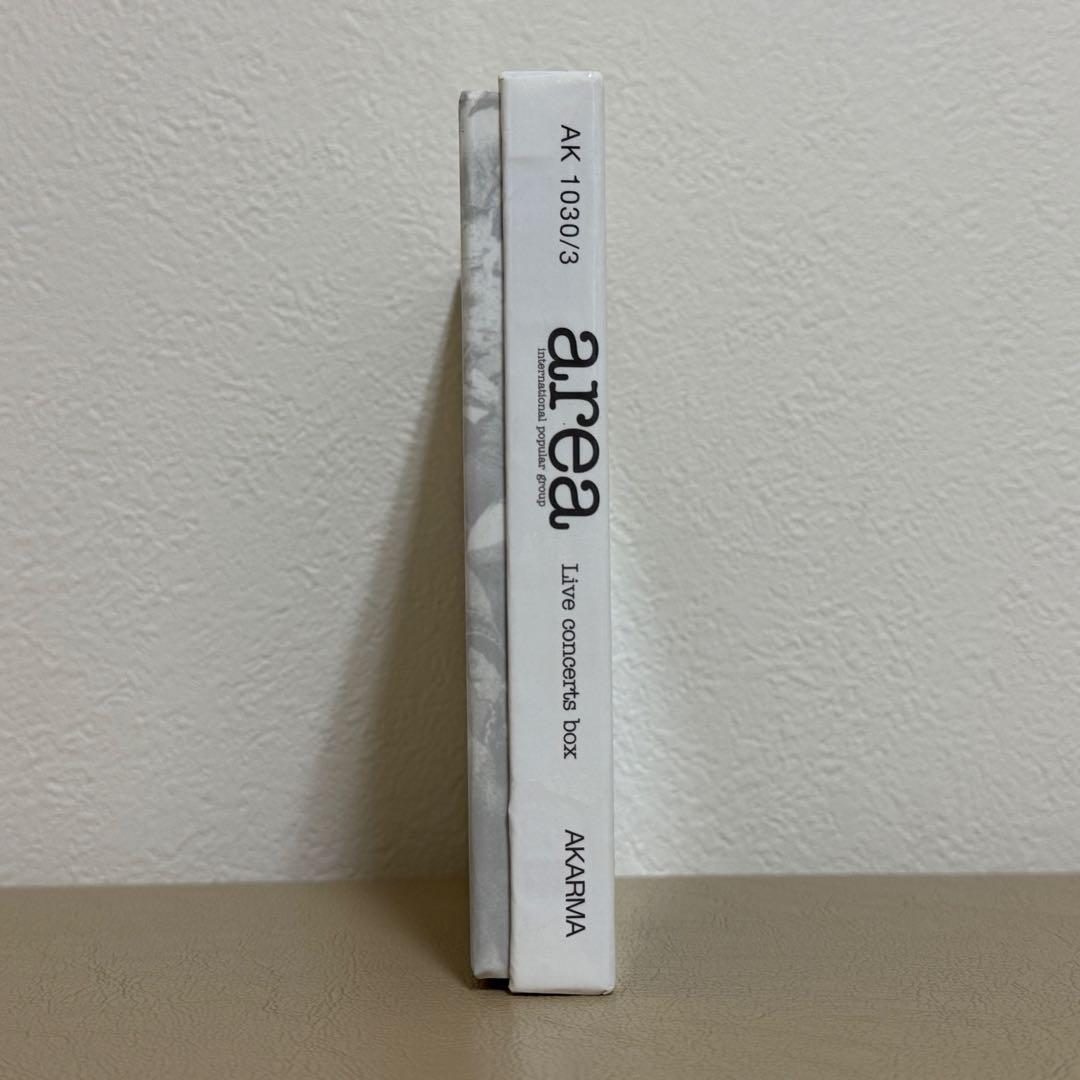 AK 1030/3
area
international popular group
Live concerts box
AKARMA